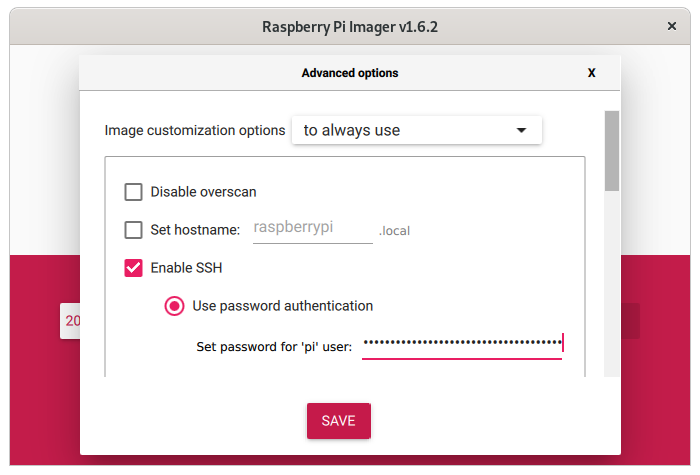 Raspberry Pi Imager v1.6.2
Advanced options X
Image customization options to always use
Disable overscan
Set hostname: raspberrypi .local
Enable SSH
Use password authentication
Set password for 'pi' user:
20
SAVE